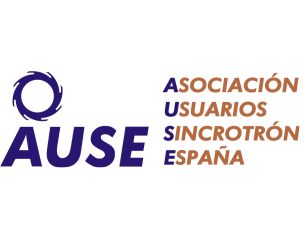 AUSE
ASOCIACIÓN
USUARIOS
SINCROTRÓN
ESPAÑA